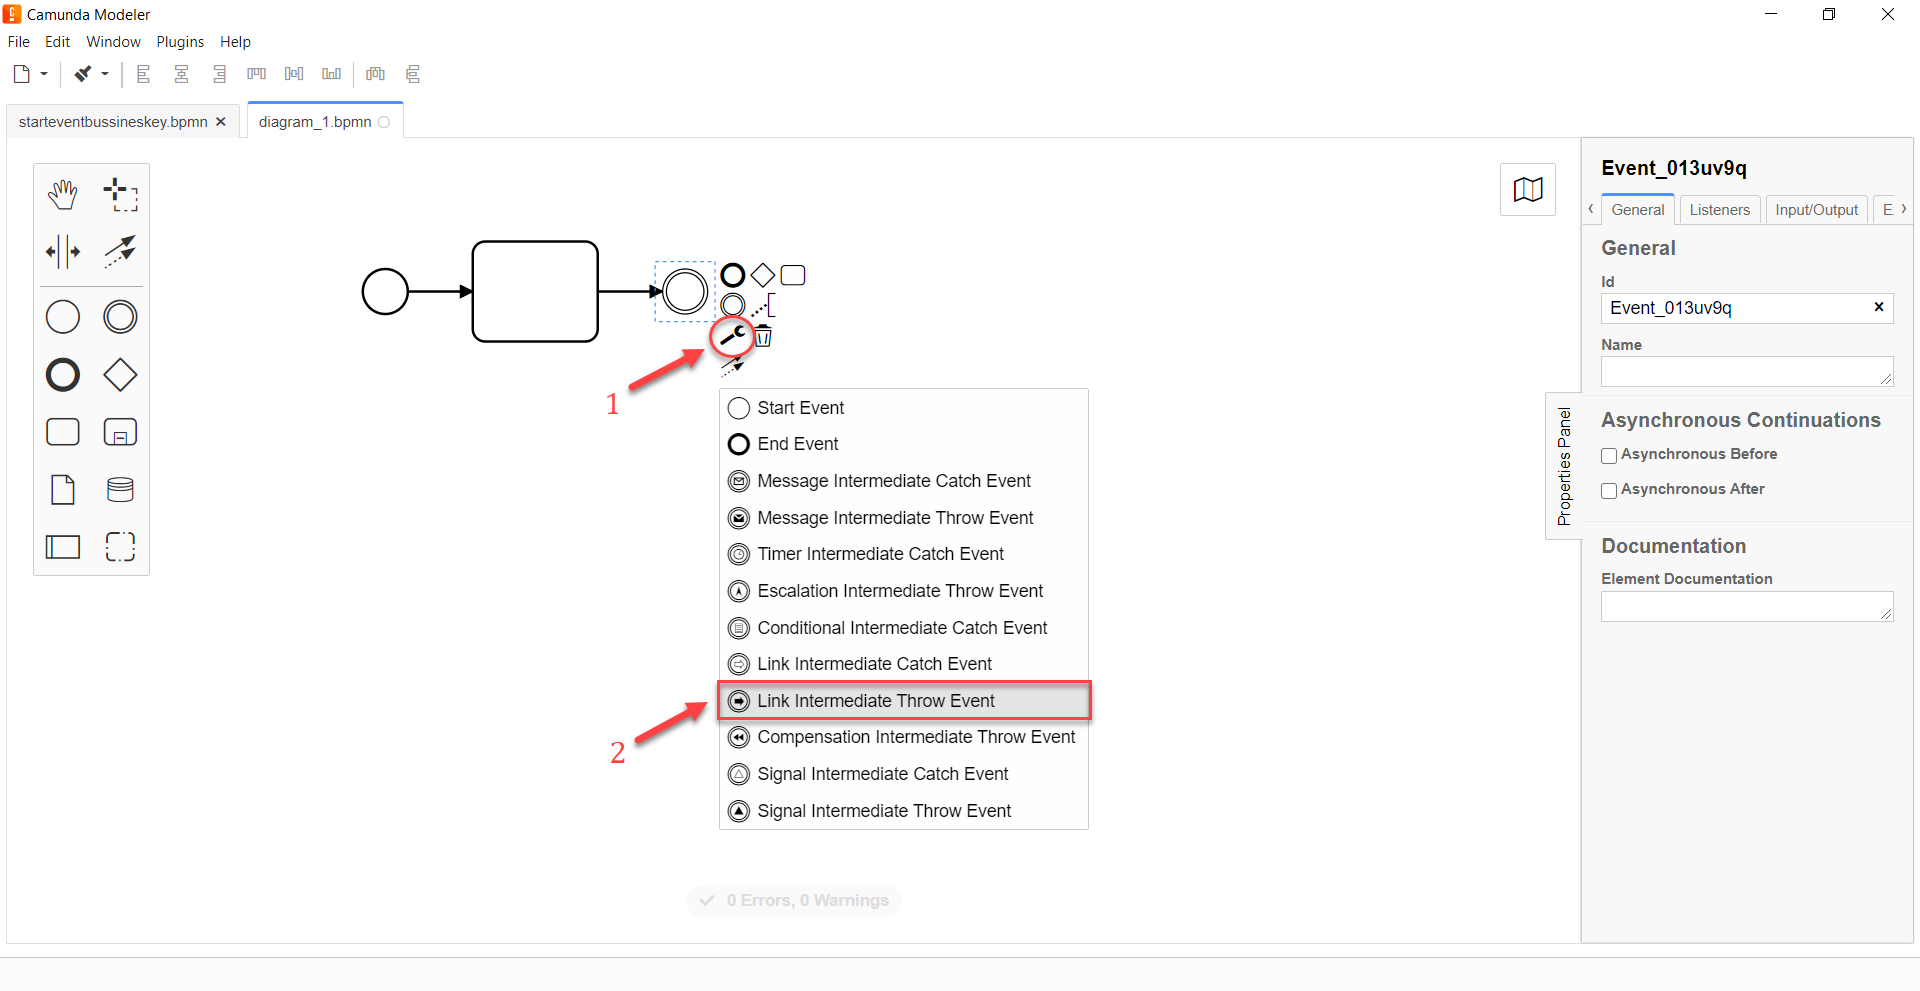 Camunda Modeler
File Edit Window Plugins Help
starteventbussineskey.bpmn
diagram_1.bpmn
Event_013uv9q
General Listeners Input/Output E
General
Id
Event_013uv9q
Name
1
Start Event
End Event
Message Intermediate Catch Event
Message Intermediate Throw Event
Timer Intermediate Catch Event
Escalation Intermediate Throw Event
Conditional Intermediate Catch Event
Link Intermediate Catch Event
Link Intermediate Throw Event
2
Compensation Intermediate Throw Event
Signal Intermediate Catch Event
Signal Intermediate Throw Event
Properties Panel
Asynchronous Continuations
Asynchronous Before
Asynchronous After
Documentation
Element Documentation
0 Errors, 0 Warnings